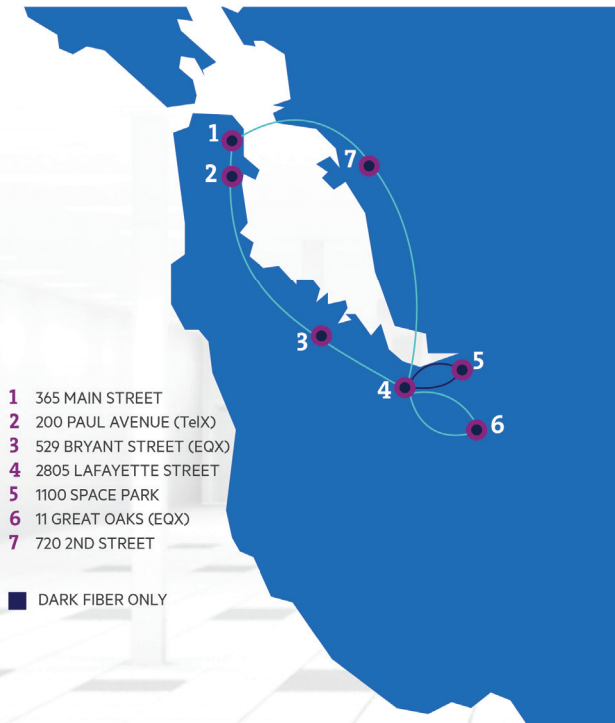 1
7
2
3
5
4
6
1 365 MAIN STREET
2 200 PAUL AVENUE (TelX)
3 529 BRYANT STREET (EQX)
4 2805 LAFAYETTE STREET
5 1100 SPACE PARK
6 11 GREAT OAKS (EQX)
7 720 2ND STREET
DARK FIBER ONLY